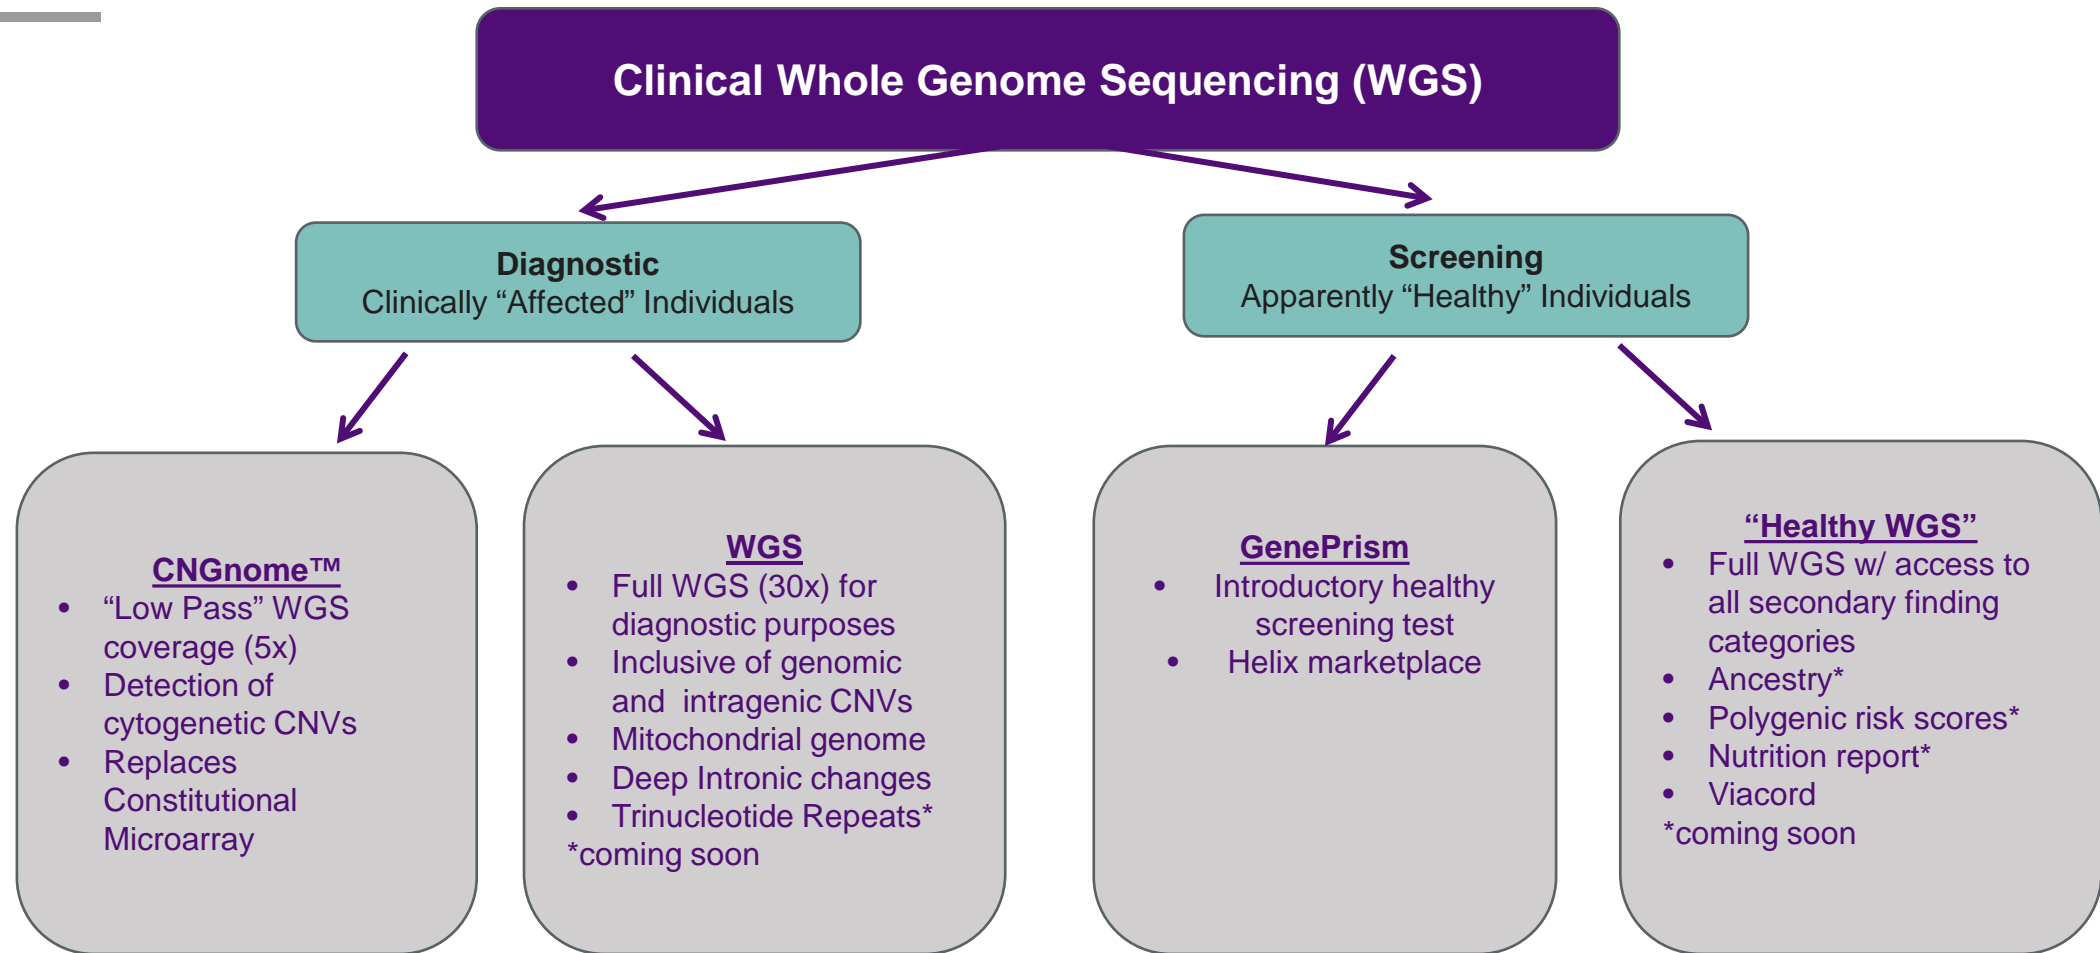 Clinical Whole Genome Sequencing (WGS)
Diagnostic
Clinically “Affected” Individuals
Screening
Apparently “Healthy” Individuals
CNGnome™
• “Low Pass” WGS
coverage (5x)
• Detection of
cytogenetic CNVs
• Replaces
Constitutional
Microarray
WGS
• Full WGS (30x) for
diagnostic purposes
• Inclusive of genomic
and intragenic CNVs
• Mitochondrial genome
• Deep Intronic changes
• Trinucleotide Repeats*
*coming soon
GenePrism
• Introductory healthy
screening test
• Helix marketplace
“Healthy WGS”
• Full WGS w/ access to
all secondary finding
categories
• Ancestry*
• Polygenic risk scores*
• Nutrition report*
• Viacord
*coming soon